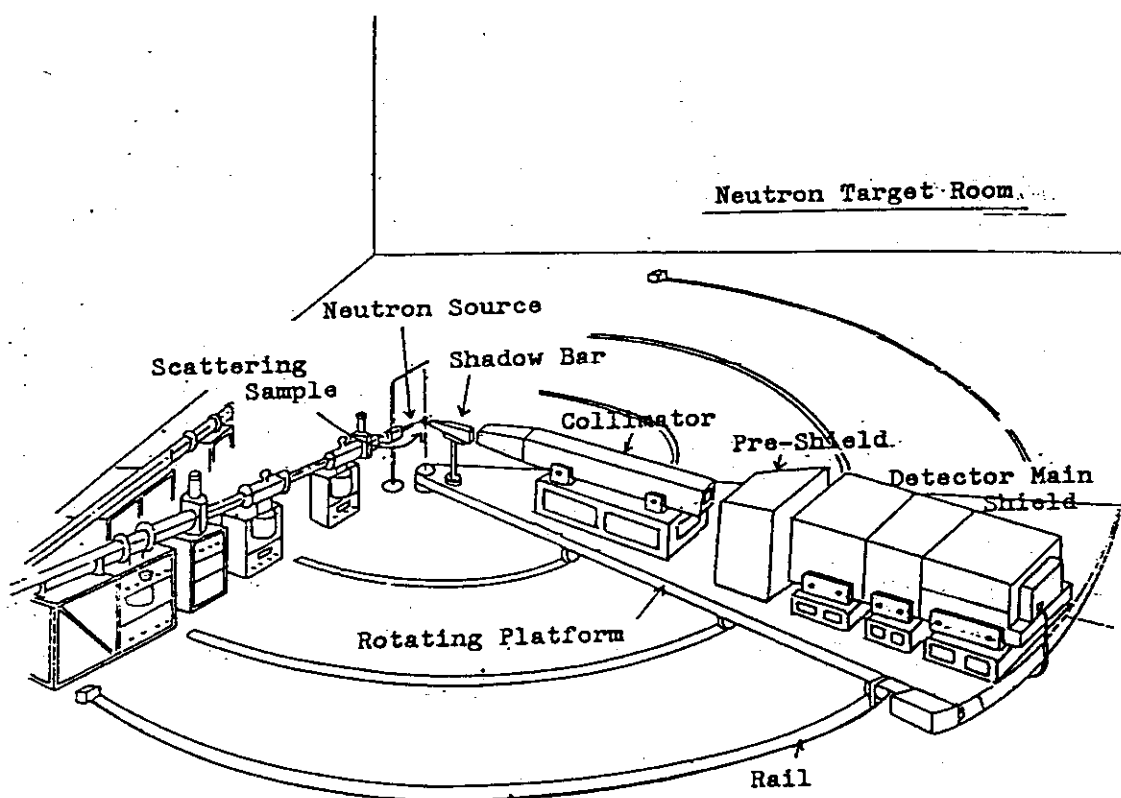 Neutron Target Room
Neutron Source
Scattering
Sample
Shadow Bar
Collimator
Pre-Shield
Detector Main
Shield
Rotating Platform
Rail